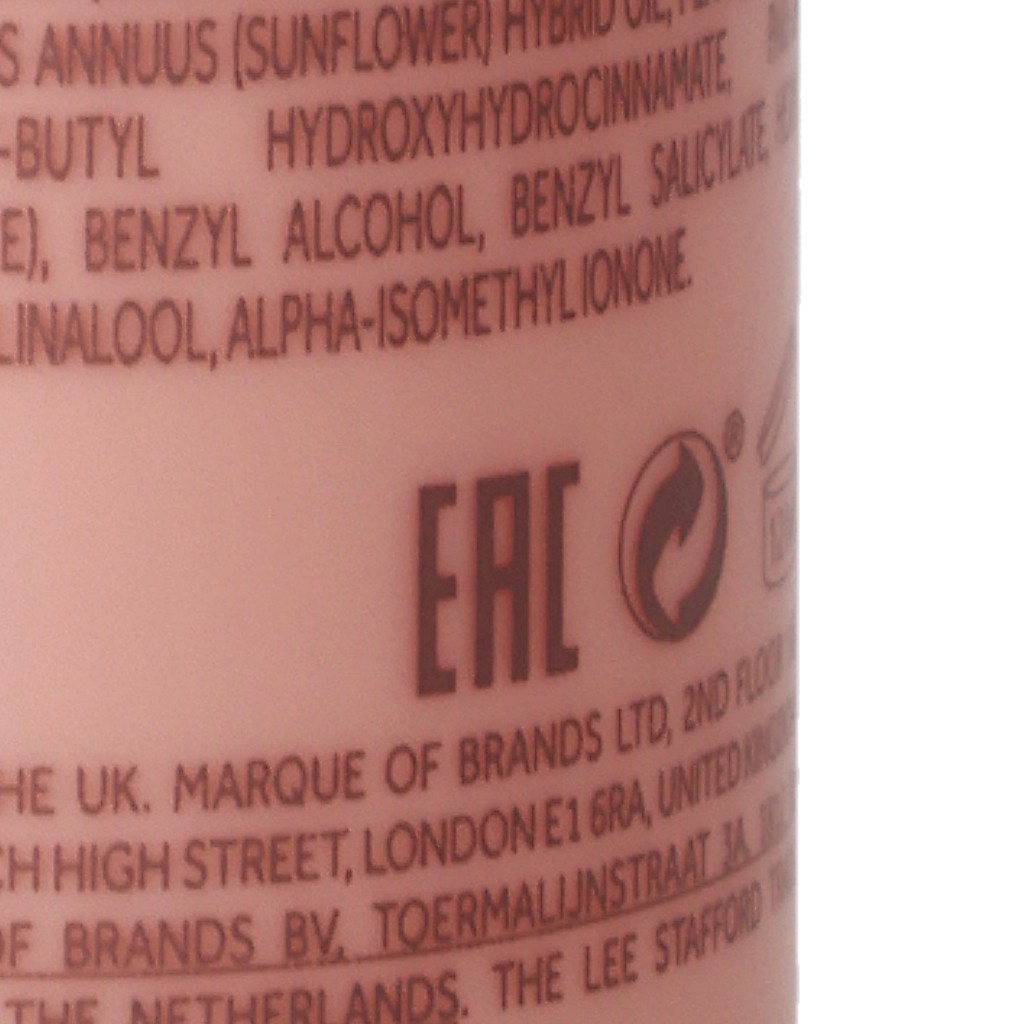 S ANNUUS (SUNFLOWER) HYBRID OIL,
-BUTYL HYDROXYHYDROCINNAMATE,
E), BENZYL ALCOHOL, BENZYL SALICYLATE,
LINALOOL, ALPHA-ISOMETHYL IONONE.
EAC ®
HE UK. MARQUE OF BRANDS LTD, 2ND FLOOR
CH HIGH STREET, LONDON E1 6RA, UNITED KINGDOM
OF BRANDS BV, TOERMALIJNSTRAAT 3A,
THE NETHERLANDS. THE LEE STAFFORD